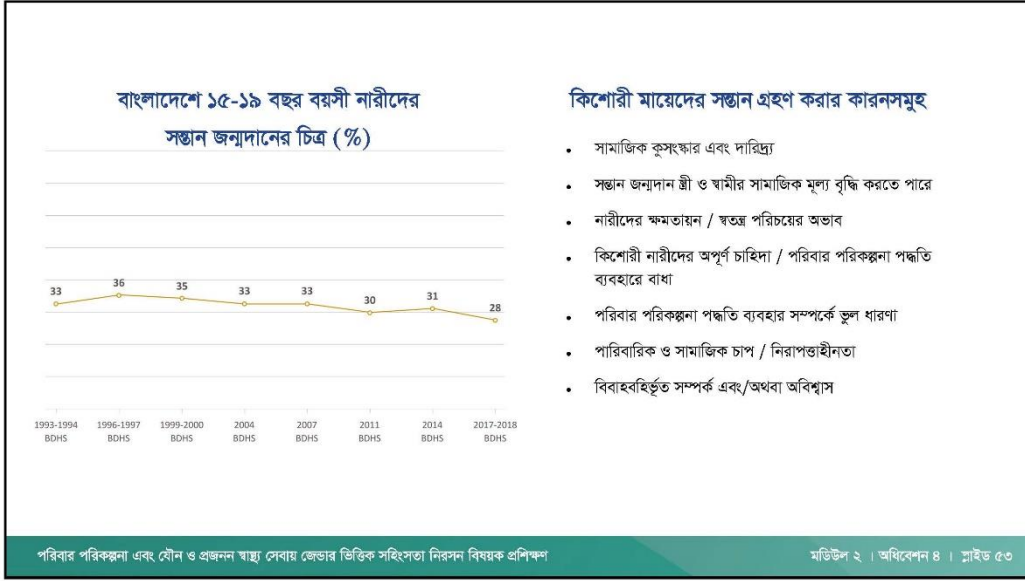 বাংলাদেশে ১৫-১৯ বছর বয়সী নারীদের
সন্তান জন্মদানের চিত্র (%)
33
36
35
33
33
30
31
28
1993-1994 BDHS
1996-1997 BDHS
1999-2000 BDHS
2004 BDHS
2007 BDHS
2011 BDHS
2014 BDHS
2017-2018 BDHS
কিশোরী মায়েদের সন্তান গ্রহণ করার কারনসমুহ
• সামাজিক কুসংস্কার এবং দারিদ্র্য
• সন্তান জন্মদান স্ত্রী ও স্বামীর সামাজিক মূল্য বৃদ্ধি করতে পারে
• নারীদের ক্ষমতায়ন / স্বতন্ত্র পরিচয়ের অভাব
• কিশোরী নারীদের অপূর্ণ চাহিদা / পরিবার পরিকল্পনা পদ্ধতি
ব্যবহারে বাধা
• পরিবার পরিকল্পনা পদ্ধতি ব্যবহার সম্পর্কে ভুল ধারণা
• পারিবারিক ও সামাজিক চাপ / নিরাপত্তাহীনতা
• বিবাহবহির্ভূত সম্পর্ক এবং/অথবা অবিশ্বাস
পরিবার পরিকল্পনা এবং যৌন ও প্রজনন স্বাস্থ্য সেবায় জেন্ডার ভিত্তিক সহিংসতা নিরসন বিষয়ক প্রশিক্ষণ
মডিউল ২ । অধিবেশন ৪ । স্লাইড ৫৩